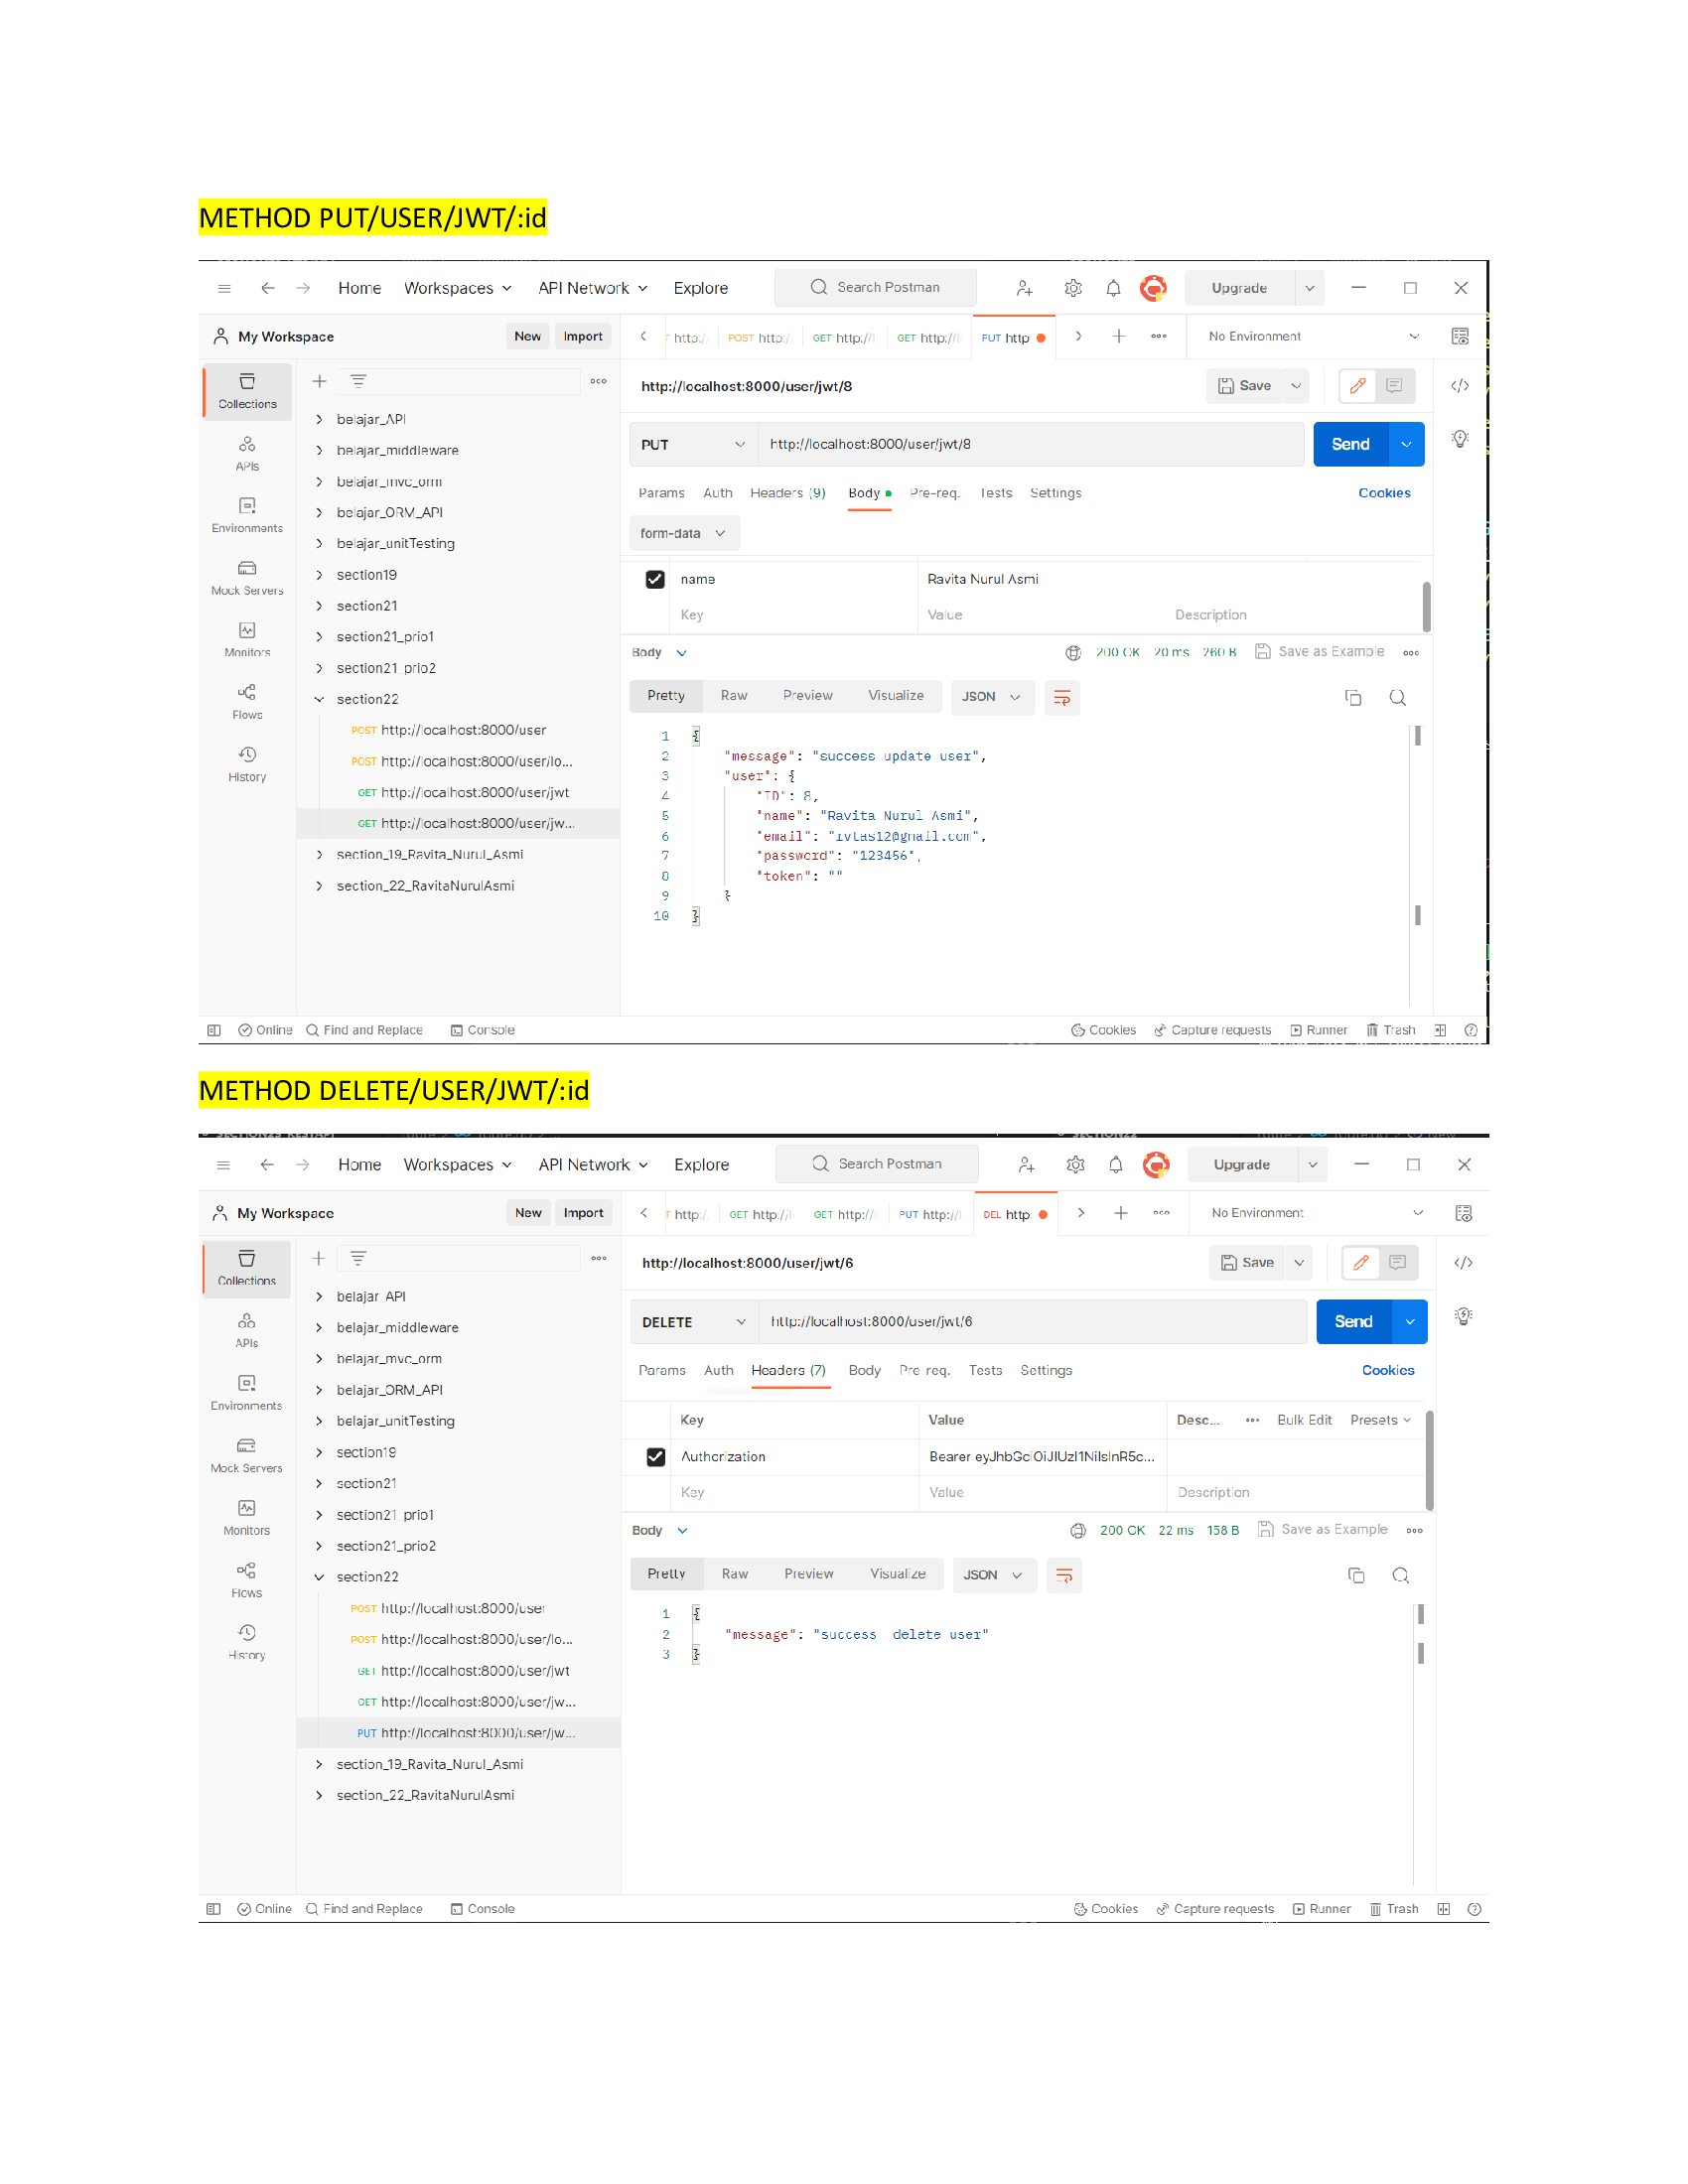 METHOD PUT/USER/JWT/:id
Home Workspaces API Network Explore Search Postman Upgrade
My Workspace New Import http:/ POST http:/ GET http:// GET http:// PUT http No Environment
http://localhost:8000/user/jwt/8 Save
PUT http://localhost:8000/user/jwt/8 Send
Params Auth Headers (9) Body Pre-req. Tests Settings Cookies
form-data
name Ravita Nurul Asmi
Key Value Description
Body 200 OK 20 ms 260 B Save as Example
Pretty Raw Preview Visualize JSON
1 {
2 "message": "success update user",
3 "user": {
4 "ID": 8,
5 "name": "Ravita Nurul Asmi",
6 "email": "rvtas12@gmail.com",
7 "password": "123456",
8 "token": ""
9 }
10 }
Collections
APIs
Environments
Mock Servers
Monitors
Flows
History
belajar_API
belajar_middleware
belajar_mvc_orm
belajar_ORM_API
belajar_unitTesting
section19
section21
section21_prio1
section21_prio2
section22
POST http://localhost:8000/user
POST http://localhost:8000/user/lo...
GET http://localhost:8000/user/jwt
GET http://localhost:8000/user/jw...
section_19_Ravita_Nurul_Asmi
section_22_RavitaNurulAsmi
Online Find and Replace Console Cookies Capture requests Runner Trash
METHOD DELETE/USER/JWT/:id
Home Workspaces API Network Explore Search Postman Upgrade
My Workspace New Import http:/ GET http:// GET http:// PUT http:// DEL http No Environment
http://localhost:8000/user/jwt/6 Save
DELETE http://localhost:8000/user/jwt/6 Send
Params Auth Headers (7) Body Pre-req. Tests Settings Cookies
Key Value Desc... Bulk Edit Presets
Authorization Bearer eyJhbGciOiJIUzI1NiIsInR5c...
Key Value Description
Body 200 OK 22 ms 158 B Save as Example
Pretty Raw Preview Visualize JSON
1 {
2 "message": "success  delete user"
3 }
Collections
APIs
Environments
Mock Servers
Monitors
Flows
History
belajar_API
belajar_middleware
belajar_mvc_orm
belajar_ORM_API
belajar_unitTesting
section19
section21
section21_prio1
section21_prio2
section22
POST http://localhost:8000/user
POST http://localhost:8000/user/lo...
GET http://localhost:8000/user/jwt
GET http://localhost:8000/user/jw...
PUT http://localhost:8000/user/jw...
section_19_Ravita_Nurul_Asmi
section_22_RavitaNurulAsmi
Online Find and Replace Console Cookies Capture requests Runner Trash